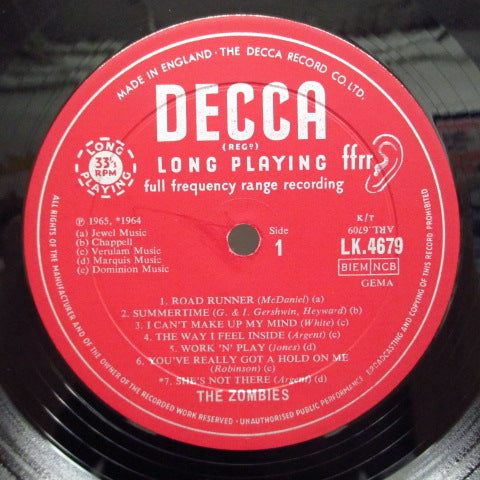 MADE IN ENGLAND · THE DECCA RECORD CO. LTD.
DECCA
(REGD)
LONG PLAYING ffrr
full frequency range recording
LONG PLAYING
33⅓
RPM
℗ 1965, *1964
(a) Jewel Music
(b) Chappell
(c) Verulam Music
(d) Marquis Music
(e) Dominion Music
Side
1
K/T
ARL.6679
LK.4679
BIEM NCB
GEMA
1. ROAD RUNNER (McDaniel) (a)
2. SUMMERTIME (G. & I. Gershwin, Heyward) (b)
3. I CAN'T MAKE UP MY MIND (White) (c)
4. THE WAY I FEEL INSIDE (Argent) (d)
5. WORK 'N' PLAY (Jones) (d)
6. YOU'VE REALLY GOT A HOLD ON ME
(Robinson) (e)
*7. SHE'S NOT THERE (Argent) (d)
THE ZOMBIES
ALL RIGHTS OF THE MANUFACTURER AND OF THE OWNER OF THE RECORDED WORK RESERVED · UNAUTHORISED PUBLIC PERFORMANCE BROADCASTING AND COPYING OF THIS RECORD PROHIBITED